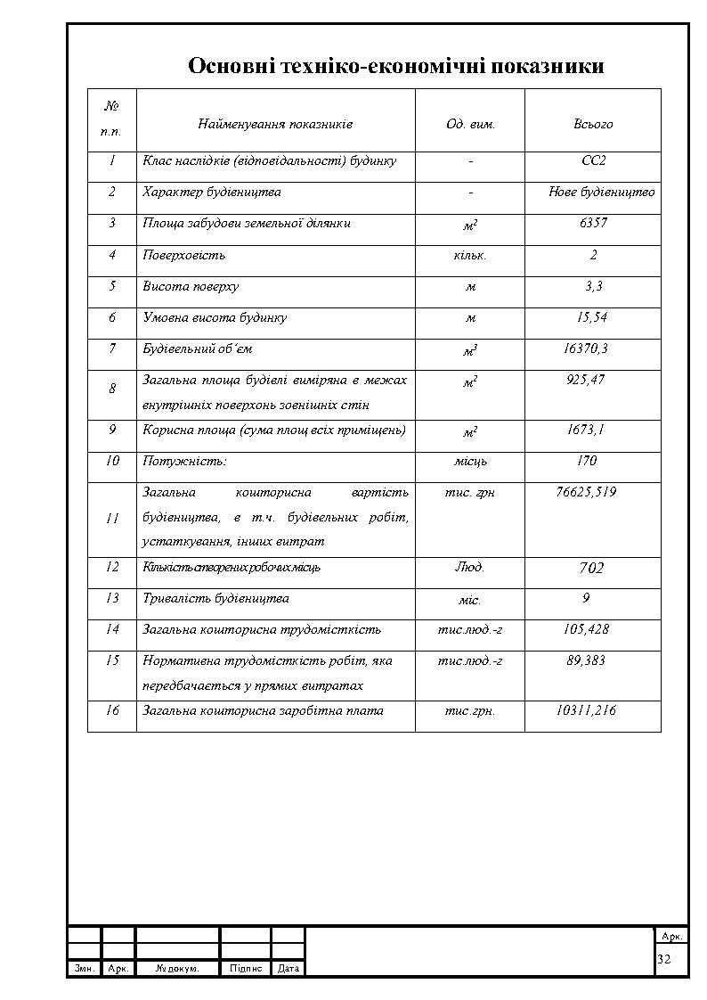 Основні техніко-економічні показники
№
п.п.
Найменування показників
Од. вим.
Всього
1 Клас наслідків (відповідальності) будинку - СС2
2 Характер будівництва - Нове будівництво
3 Площа забудови земельної ділянки м² 6357
4 Поверховість кільк. 2
5 Висота поверху м 3,3
6 Умовна висота будинку м 15,54
7 Будівельний об´єм м³ 16370,3
8 Загальна площа будівлі виміряна в межах м² 925,47
внутрішніх поверхонь зовнішніх стін
9 Корисна площа (сума площ всіх приміщень) м² 1673,1
10 Потужність: місць 170
Загальна кошторисна вартість тис. грн 76625,519
11 будівництва, в т.ч. будівельних робіт,
устаткування, інших витрат
12 Кількість створених робочих місць Люд. 702
13 Тривалість будівництва міс. 9
14 Загальна кошторисна трудомісткість тис.люд.-г 105,428
15 Нормативна трудомісткість робіт, яка тис.люд.-г 89,383
передбачається у прямих витратах
16 Загальна кошторисна заробітна плата тис.грн. 10311,216
Арк.
32
Змн. Арк. № докум. Підпис Дата